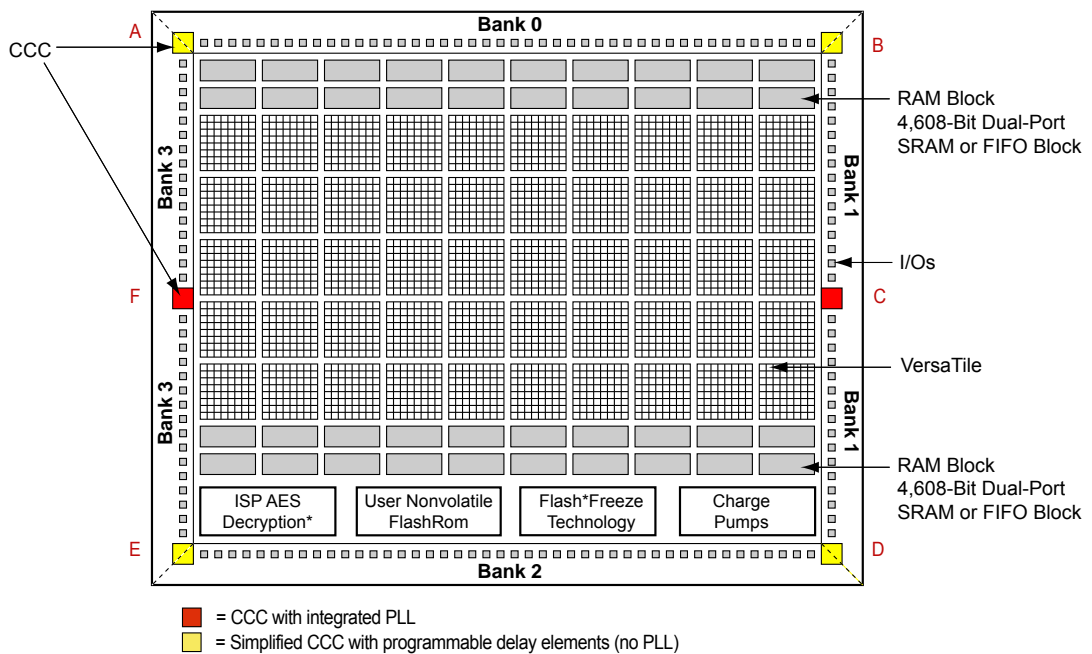 Bank 0
A
B
CCC
RAM Block
4,608-Bit Dual-Port
SRAM or FIFO Block
Bank 3
Bank 1
I/Os
F
C
VersaTile
Bank 3
Bank 1
RAM Block
4,608-Bit Dual-Port
SRAM or FIFO Block
ISP AES
Decryption*
User Nonvolatile
FlashRom
Flash*Freeze
Technology
Charge
Pumps
E
D
Bank 2
= CCC with integrated PLL
= Simplified CCC with programmable delay elements (no PLL)